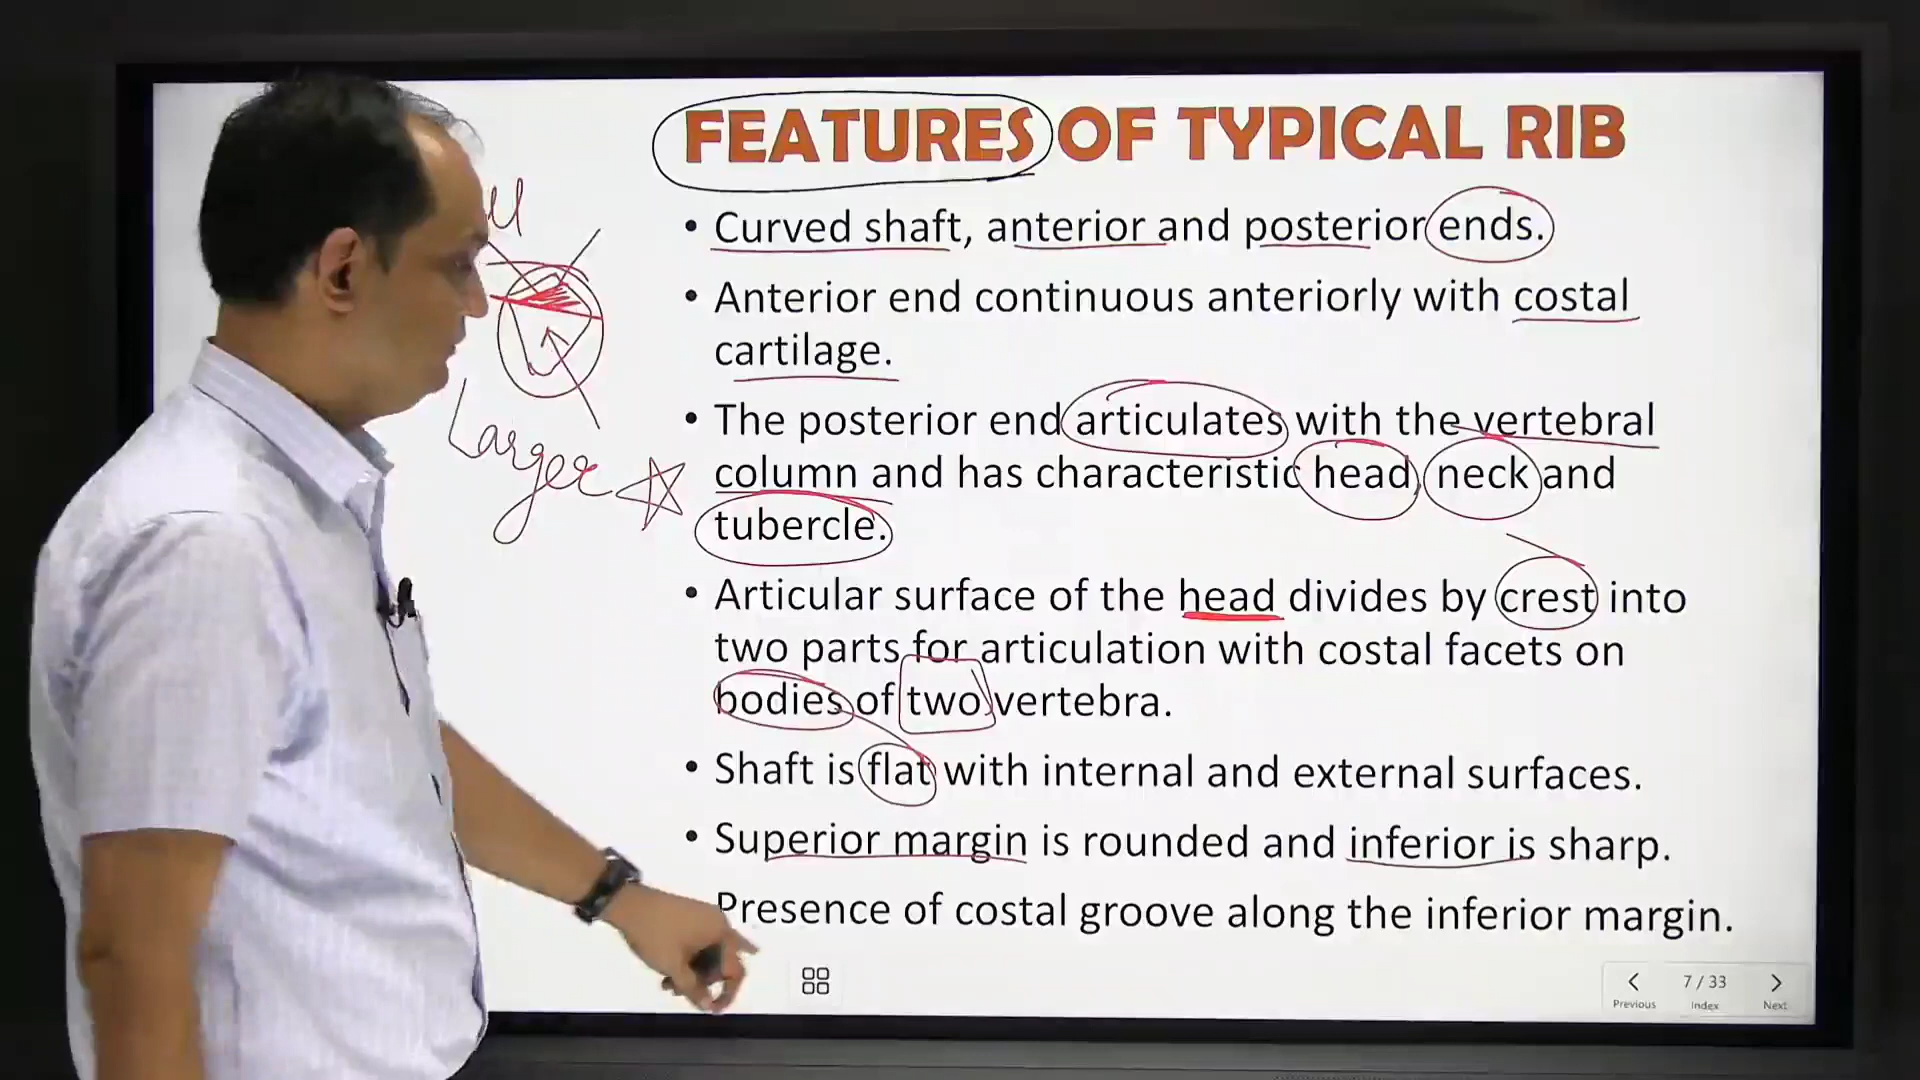 FEATURES OF TYPICAL RIB
• Curved shaft, anterior and posterior ends.
• Anterior end continuous anteriorly with costal
cartilage.
• The posterior end articulates with the vertebral
column and has characteristic head, neck and
tubercle.
• Articular surface of the head divides by crest into
two parts for articulation with costal facets on
bodies of two vertebra.
• Shaft is flat with internal and external surfaces.
• Superior margin is rounded and inferior is sharp.
Presence of costal groove along the inferior margin.
Larger
7 / 33
Previous Index Next